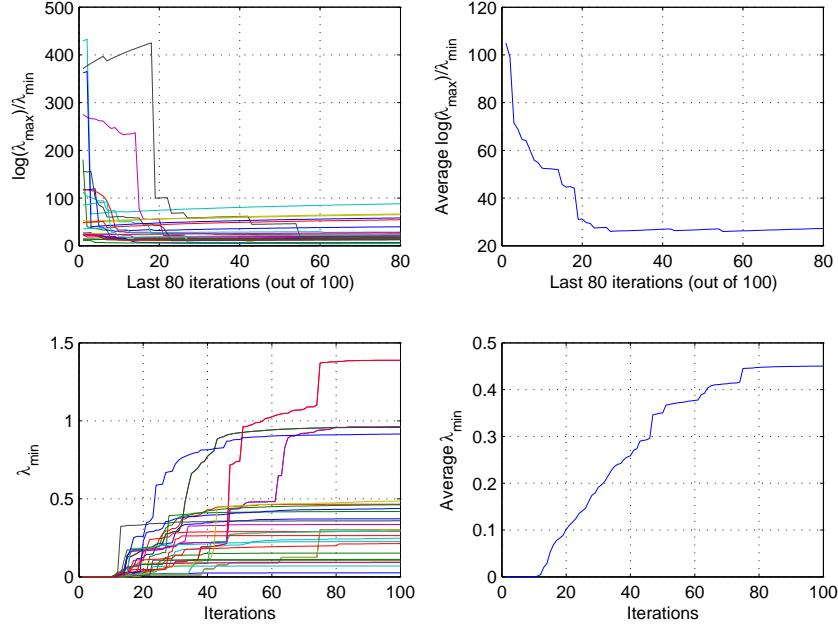 500
400
300
200
100
0
log(λmax)/λmin
0 20 40 60 80
Last 80 iterations (out of 100)
120
100
80
60
40
20
Average log(λmax)/λmin
0 20 40 60 80
Last 80 iterations (out of 100)
1.5
1
0.5
0
λmin
0 20 40 60 80 100
Iterations
0.5
0.4
0.3
0.2
0.1
0
Average λmin
0 20 40 60 80 100
Iterations